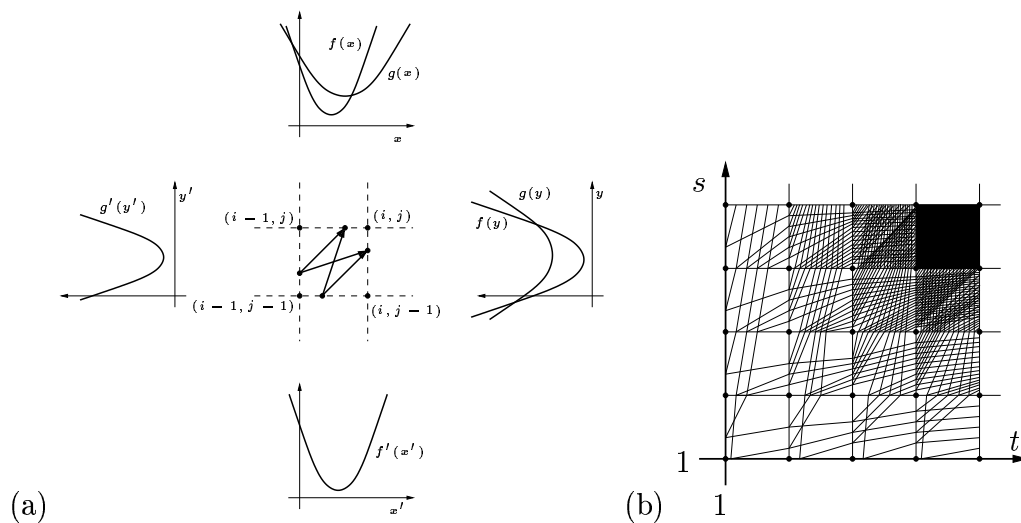 f(x)
g(x)
x
g'(y')
y'
(i − 1, j)
(i, j)
(i − 1, j − 1)
(i, j − 1)
g(y)
f(y)
y
f'(x')
x'
(a)
s
t
1
1
(b)